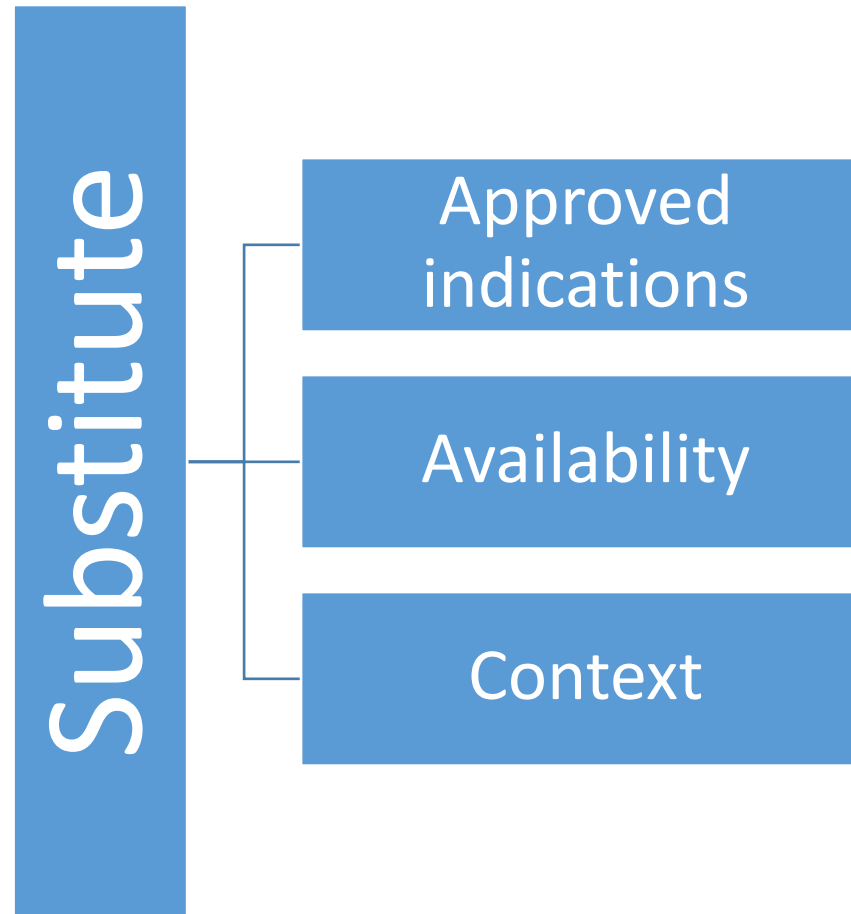 Substitute
Approved
indications
Availability
Context